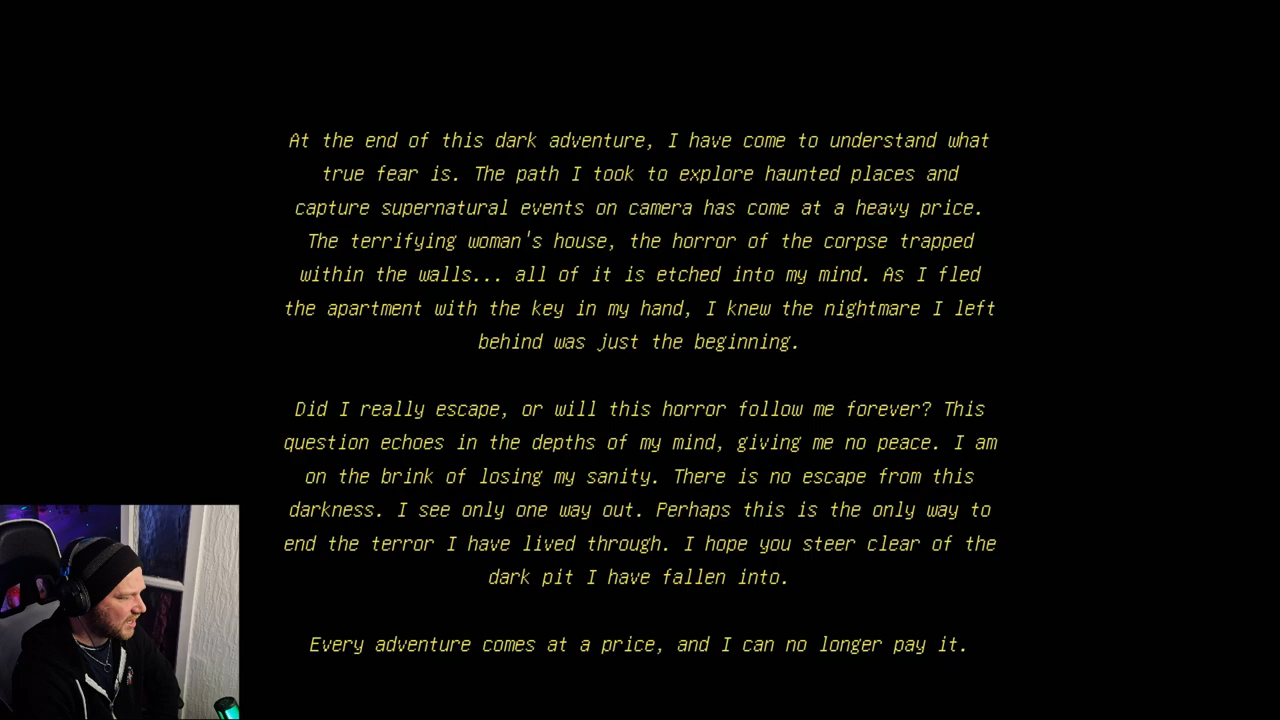 At the end of this dark adventure, I have come to understand what
true fear is. The path I took to explore haunted places and
capture supernatural events on camera has come at a heavy price.
The terrifying woman's house, the horror of the corpse trapped
within the walls... all of it is etched into my mind. As I fled
the apartment with the key in my hand, I knew the nightmare I left
behind was just the beginning.
Did I really escape, or will this horror follow me forever? This
question echoes in the depths of my mind, giving me no peace. I am
on the brink of losing my sanity. There is no escape from this
darkness. I see only one way out. Perhaps this is the only way to
end the terror I have lived through. I hope you steer clear of the
dark pit I have fallen into.
Every adventure comes at a price, and I can no longer pay it.